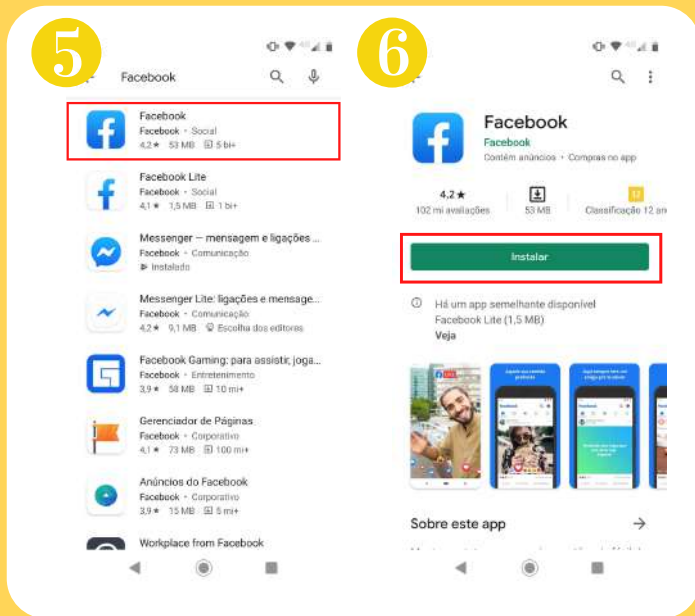 5
Facebook
Facebook
Facebook • Social
4,2★ 53 MB 5 bi+
Facebook Lite
Facebook • Social
4,1★ 1,5 MB 1 bi+
Messenger – mensagem e ligações ...
Facebook • Comunicação
Instalado
Messenger Lite: ligações e mensage...
Facebook • Comunicação
4,2★ 9,1 MB Escolha dos editores
Facebook Gaming: para assistir, joga...
Facebook • Entretenimento
3,9★ 58 MB 10 mi+
Gerenciador de Páginas
Facebook • Corporativo
4,1★ 73 MB 100 mi+
Anúncios do Facebook
Facebook • Corporativo
3,9★ 15 MB 5 mi+
Workplace from Facebook
6
Facebook
Facebook
Contém anúncios • Compras no app
4,2★
102 mi avaliações
53 MB
12
Classificação 12 an
Instalar
Há um app semelhante disponível
Facebook Lite (1,5 MB)
Veja
Sobre este app